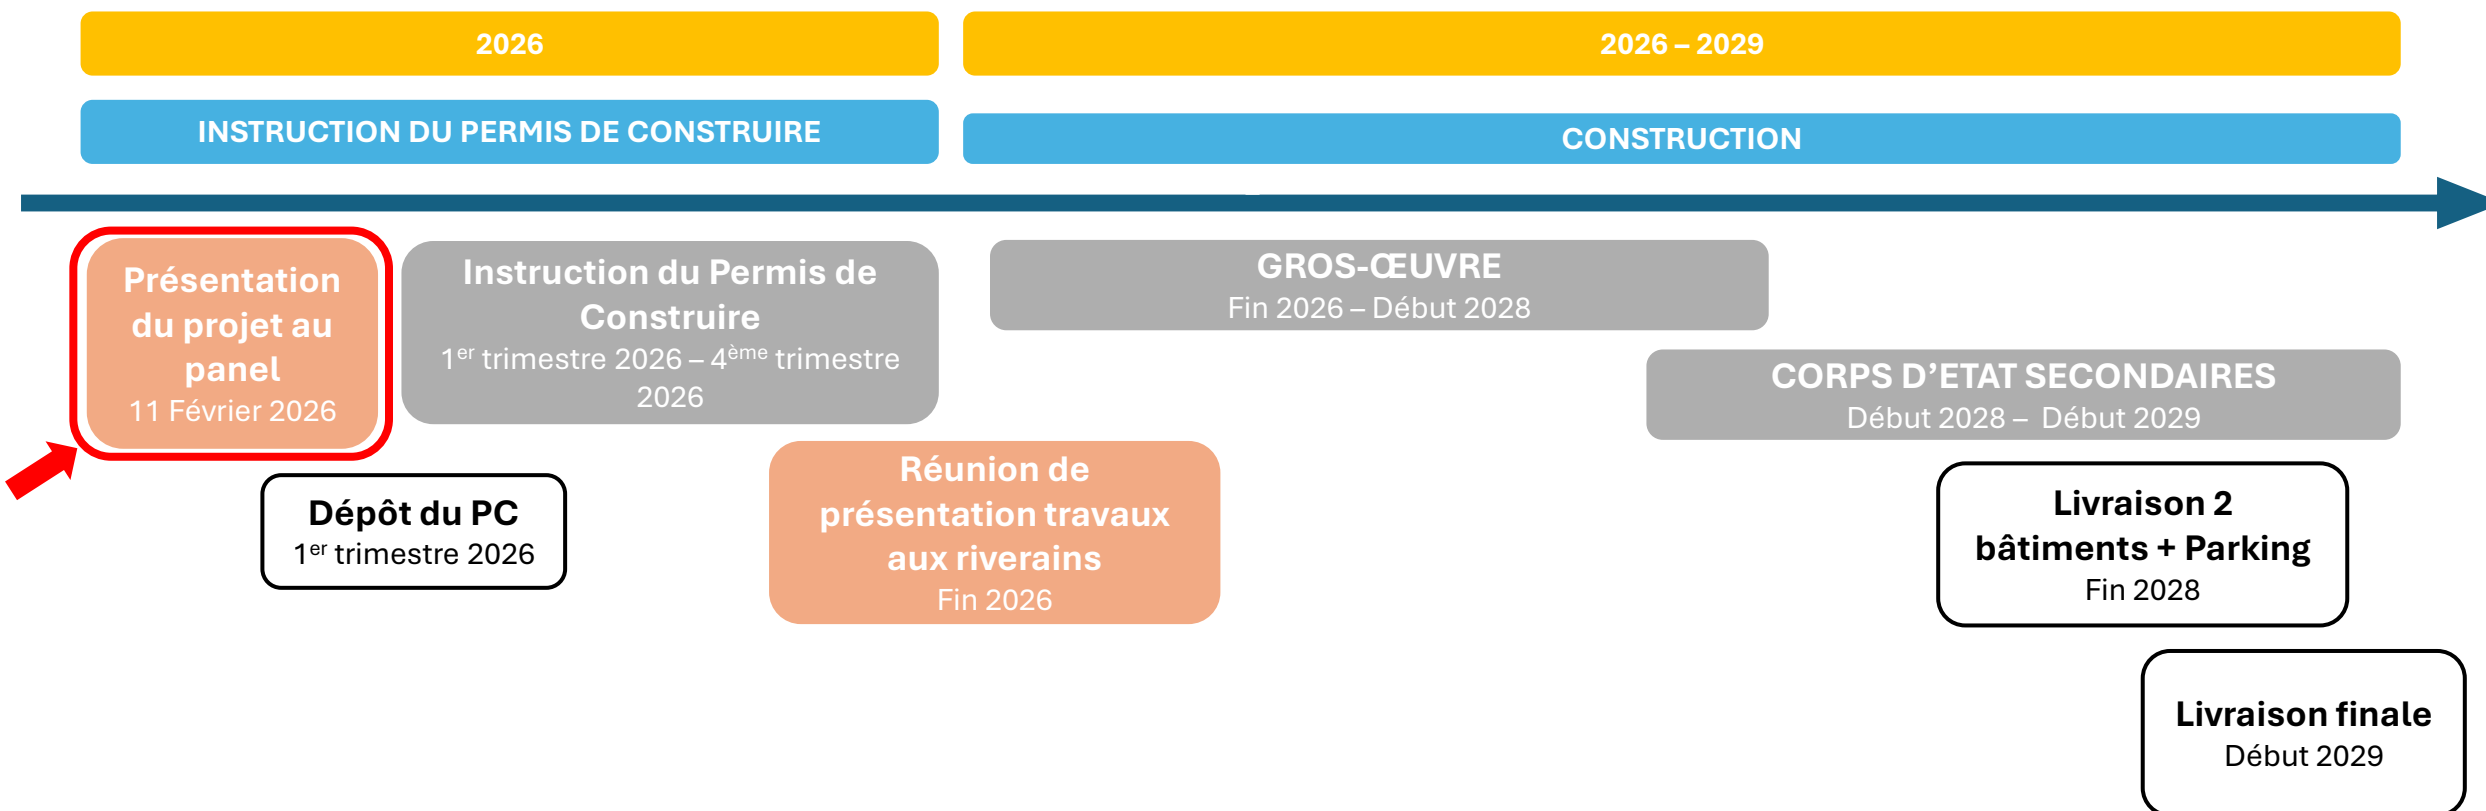 2026
2026 – 2029
INSTRUCTION DU PERMIS DE CONSTRUIRE
CONSTRUCTION
Présentation
du projet au
panel
11 Février 2026
Instruction du Permis de
Construire
1er trimestre 2026 – 4ème trimestre
2026
GROS-ŒUVRE
Fin 2026 – Début 2028
CORPS D’ETAT SECONDAIRES
Début 2028 – Début 2029
Dépôt du PC
1er trimestre 2026
Réunion de
présentation travaux
aux riverains
Fin 2026
Livraison 2
bâtiments + Parking
Fin 2028
Livraison finale
Début 2029